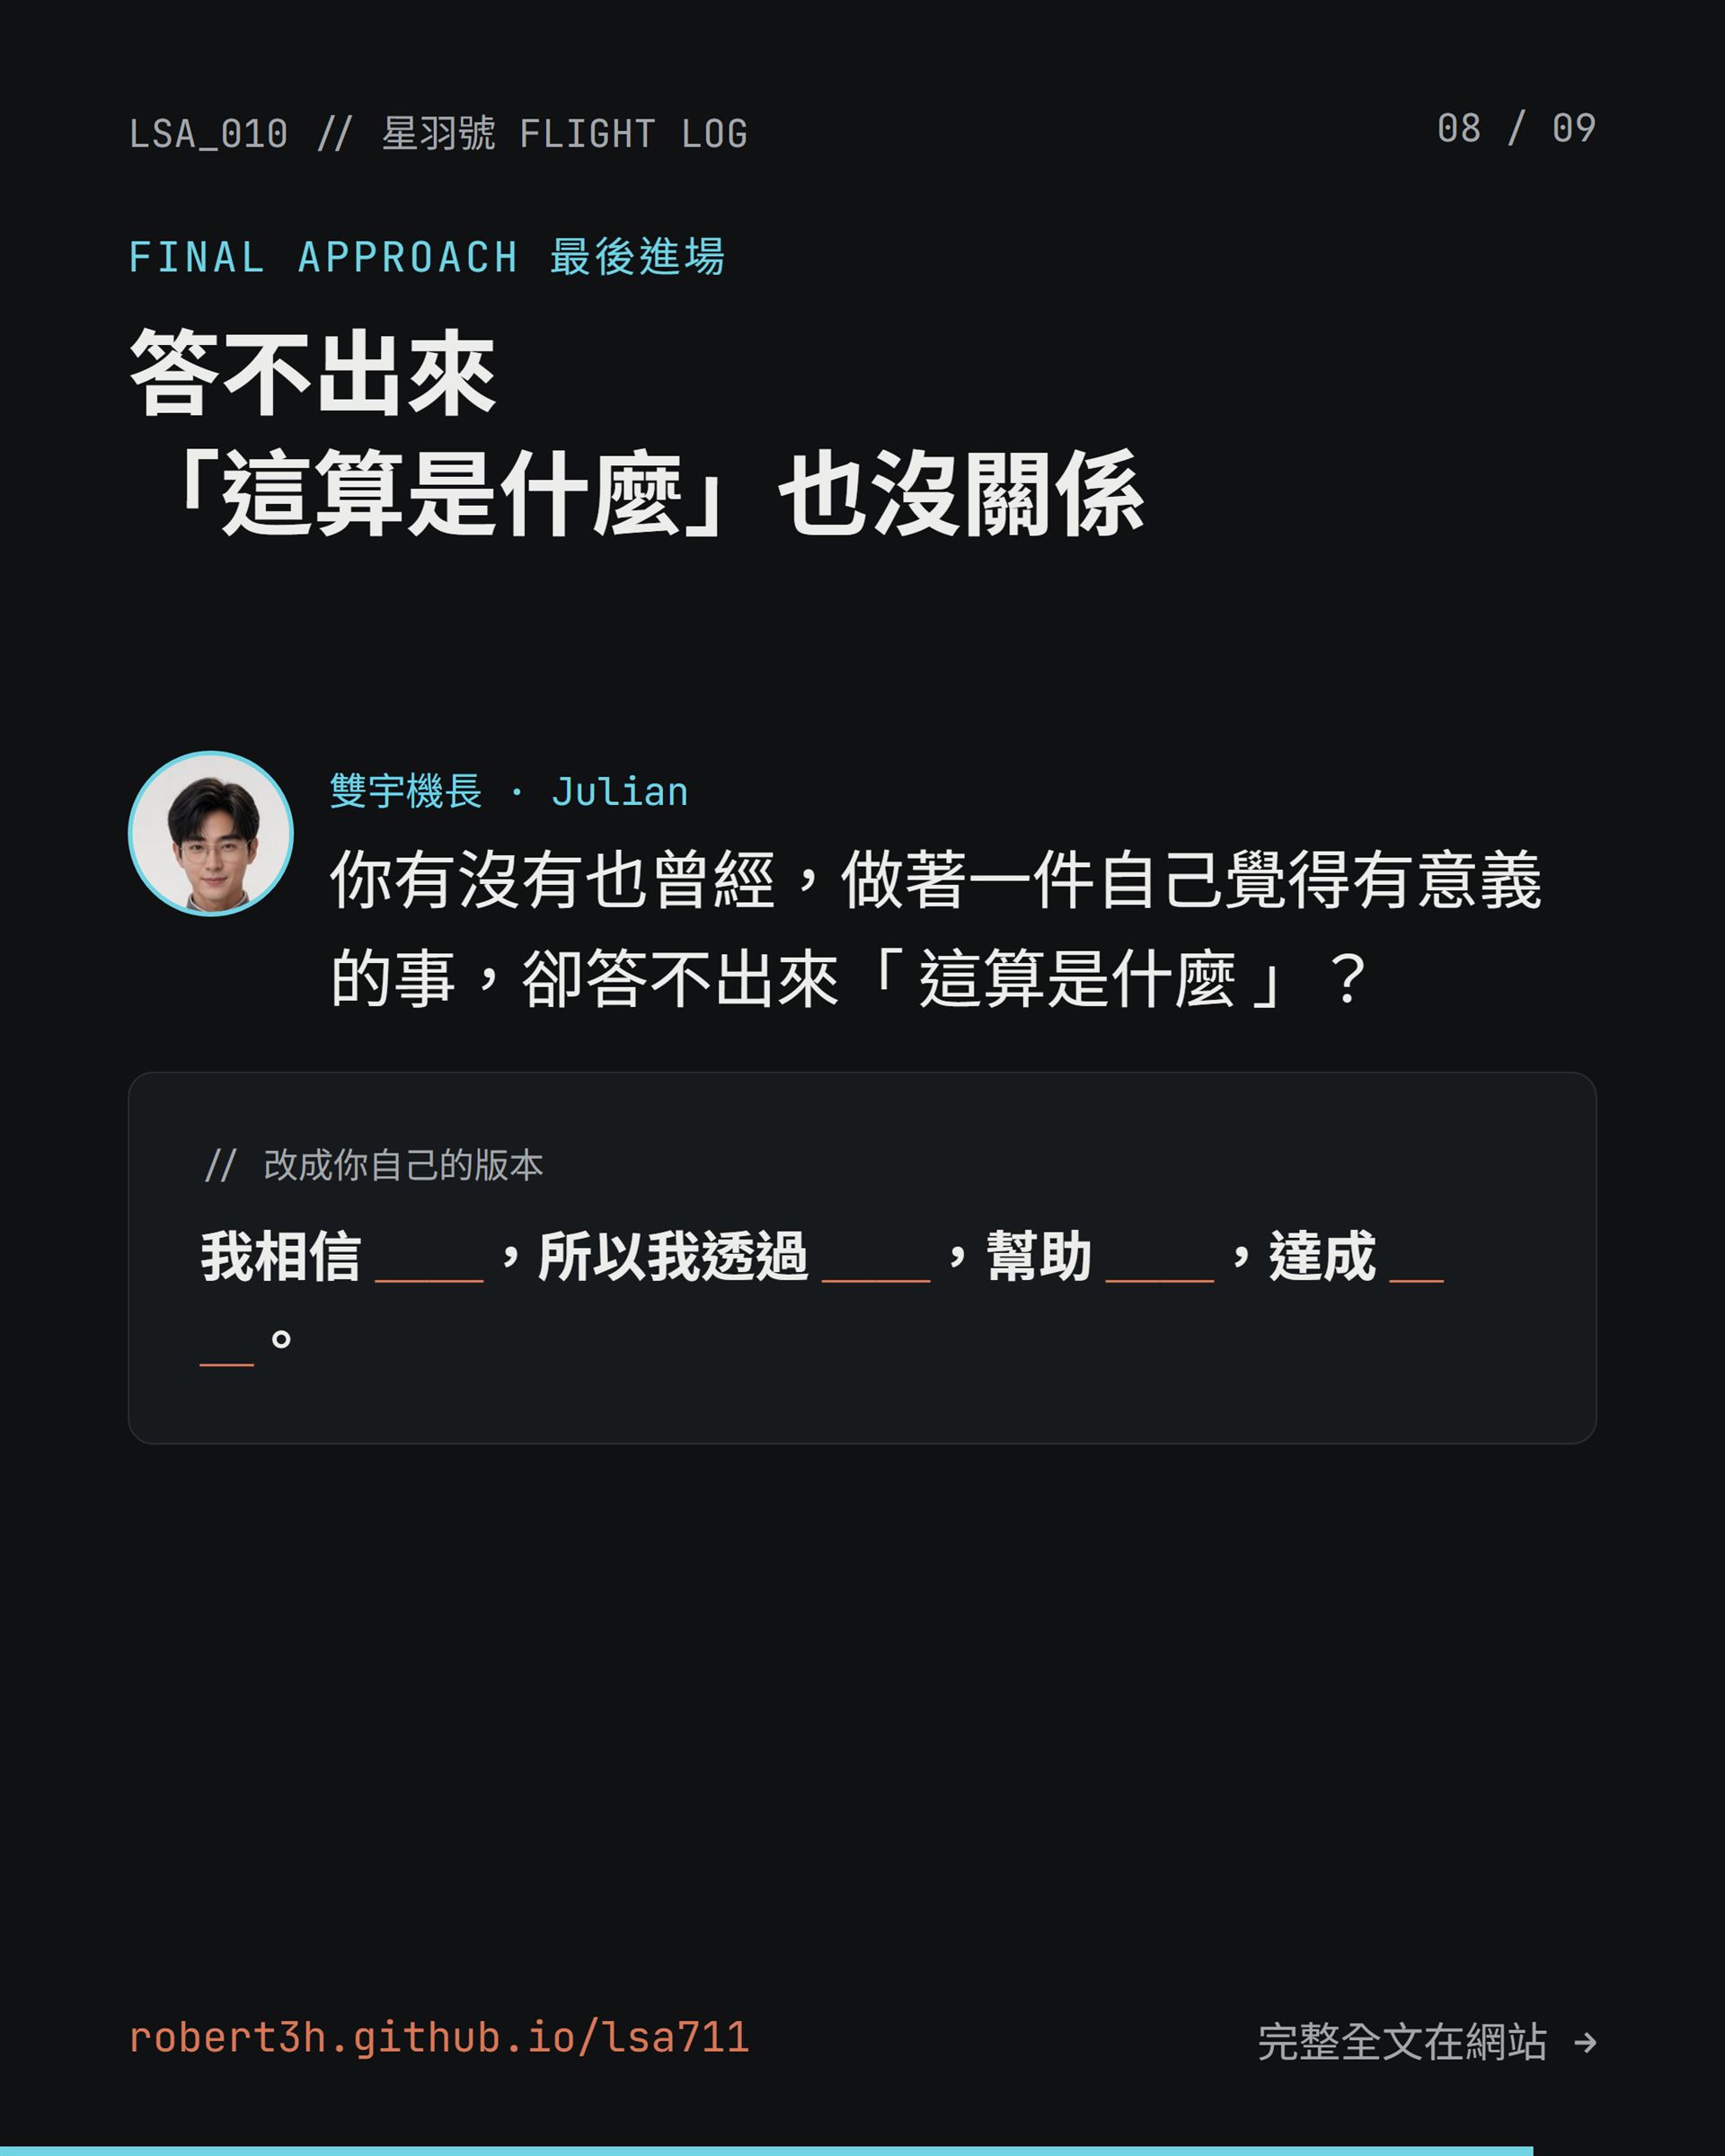 LSA_010 // 星羽號 FLIGHT LOG
08 / 09
FINAL APPROACH 最後進場
答不出來
「這算是什麼」也沒關係
雙宇機長 · Julian
你有沒有也曾經，做著一件自己覺得有意義
的事，卻答不出來「這算是什麼」？
// 改成你自己的版本
我相信 ____，所以我透過 ____，幫助 ____，達成 __
__。
robert3h.github.io/lsa711
完整全文在網站 →